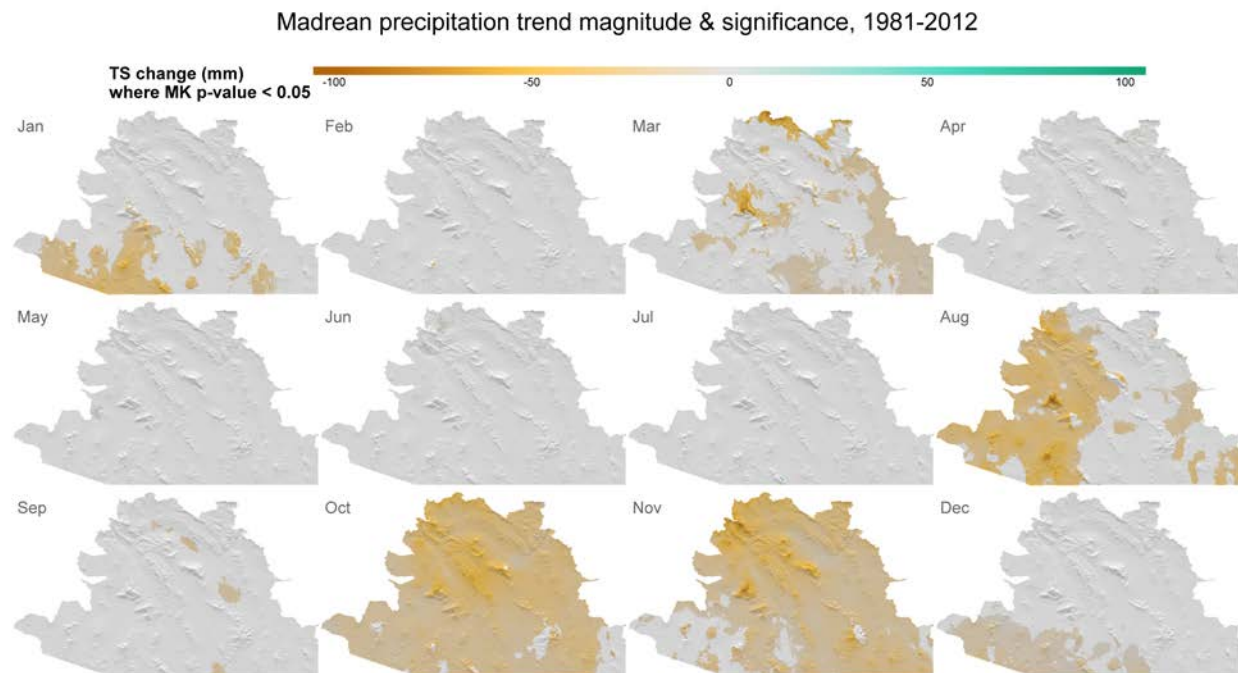 Madrean precipitation trend magnitude & significance, 1981-2012
TS change (mm)
where MK p-value < 0.05
-100 -50 0 50 100
Jan Feb Mar Apr
May Jun Jul Aug
Sep Oct Nov Dec